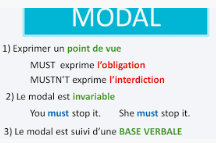 MODAL
1) Exprimer un point de vue
MUST exprime l'obligation
MUSTN'T exprime l'interdiction
2) Le modal est invariable
You must stop it. She must stop it.
3) Le modal est suivi d'une BASE VERBALE